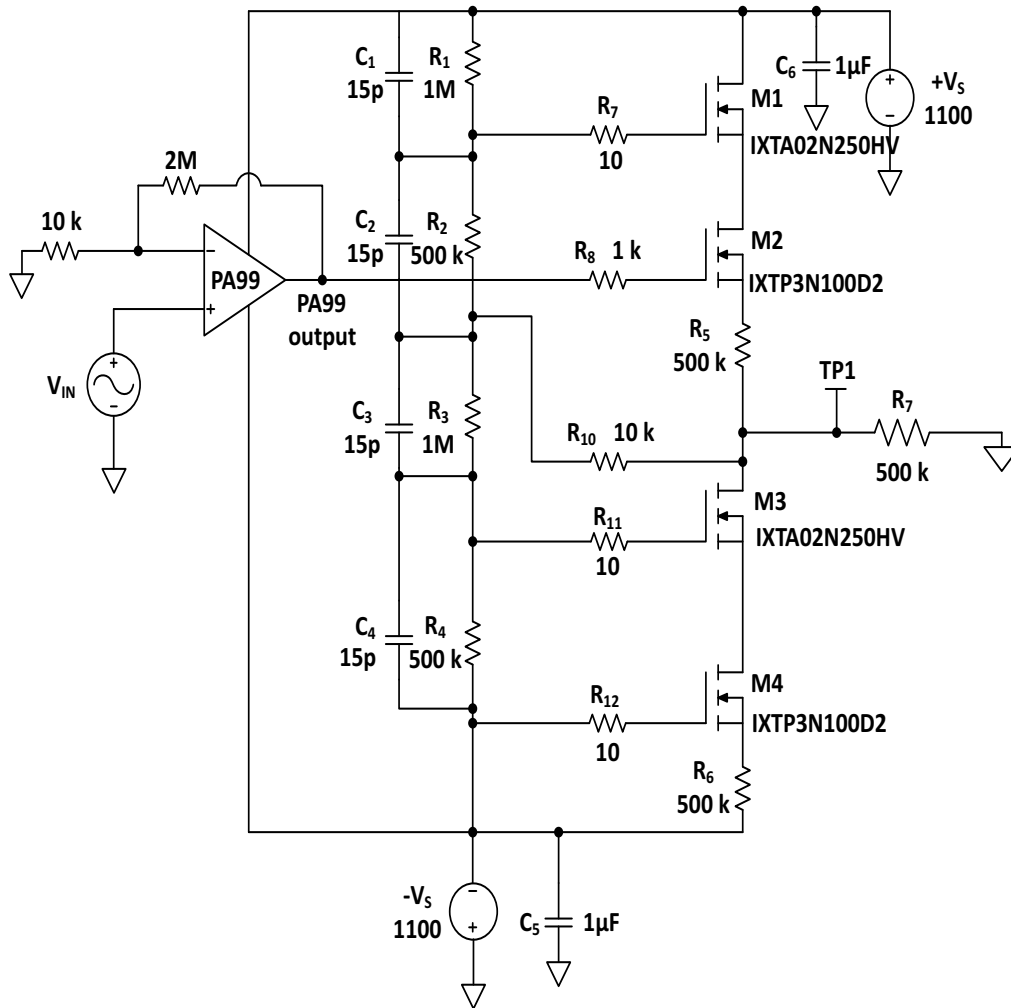 C1
15p
R1
1M
R7
10
M1
IXTA02N250HV
C6
1µF
+
−
+VS
1100
2M
10 k
−
PA99
+
PA99
output
C2
15p
R2
500 k
R8
1 k
M2
IXTP3N100D2
R5
500 k
TP1
R7
500 k
+
VIN
−
C3
15p
R3
1M
R10
10 k
M3
IXTA02N250HV
R11
10
C4
15p
R4
500 k
R12
10
M4
IXTP3N100D2
R6
500 k
-VS
1100
−
+
C5
1µF